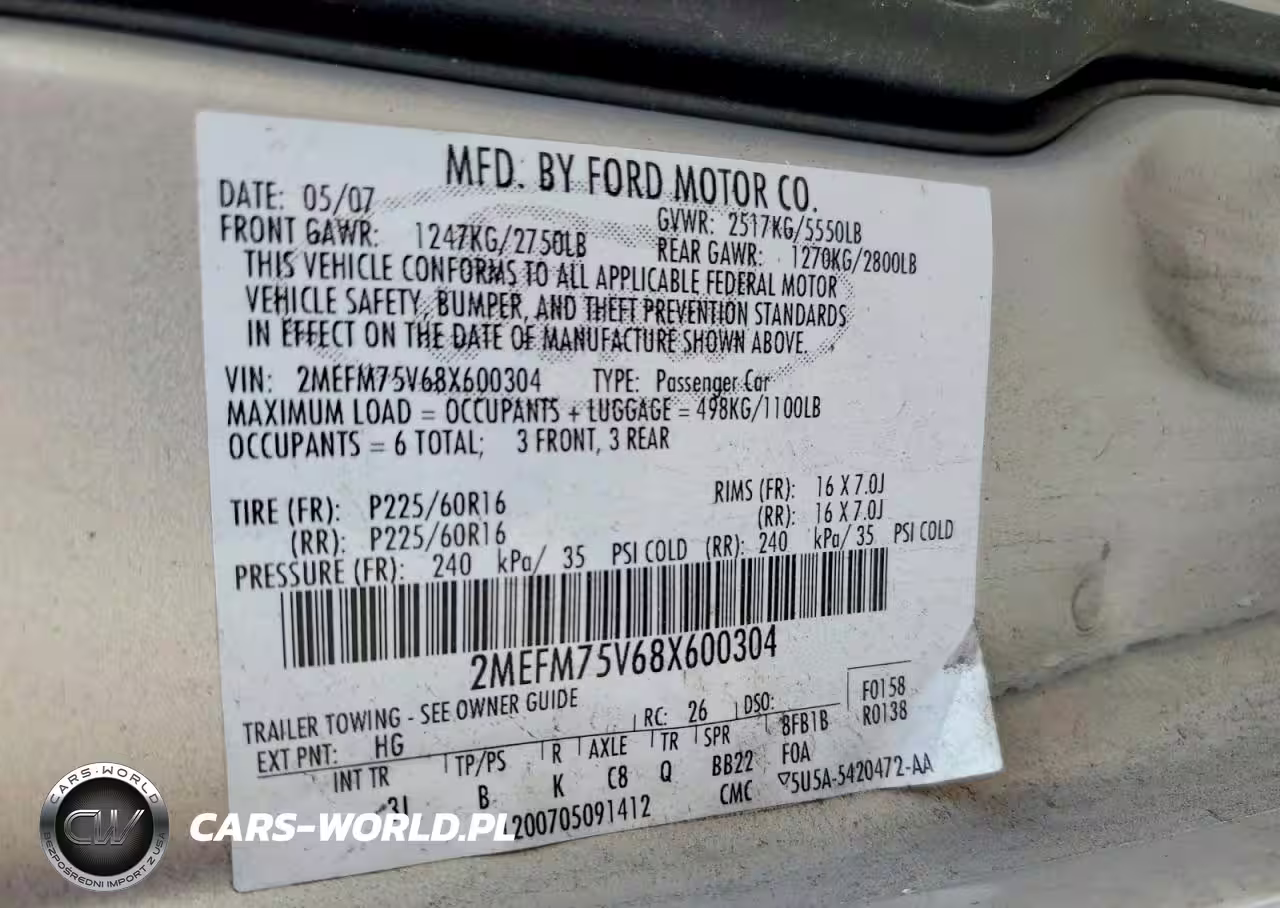 MFD. BY FORD MOTOR CO.
DATE: 05/07 GVWR: 2517KG/5550LB
FRONT GAWR: 1247KG/2750LB REAR GAWR: 1270KG/2800LB
THIS VEHICLE CONFORMS TO ALL APPLICABLE FEDERAL MOTOR
VEHICLE SAFETY, BUMPER, AND THEFT PREVENTION STANDARDS
IN EFFECT ON THE DATE OF MANUFACTURE SHOWN ABOVE.
VIN: 2MEFM75V68X600304 TYPE: Passenger Car
MAXIMUM LOAD = OCCUPANTS + LUGGAGE = 498KG/1100LB
OCCUPANTS = 6 TOTAL; 3 FRONT, 3 REAR
TIRE (FR): P225/60R16 RIMS (FR): 16 X 7.0J
(RR): P225/60R16 (RR): 16 X 7.0J
PRESSURE (FR): 240 kPa/ 35 PSI COLD (RR): 240 kPa/ 35 PSI COLD
2MEFM75V68X600304
TRAILER TOWING - SEE OWNER GUIDE
EXT PNT: HG RC: 26 DSO: F0158
R0138
INT TR TP/PS R AXLE TR SPR 8FB1B
3J B K C8 Q BB22 FOA
200705091412 CMC 5U5A-5420472-AA
CARS-WORLD
CW
BEZPOŚREDNI IMPORT Z USA
CARS-WORLD.PL